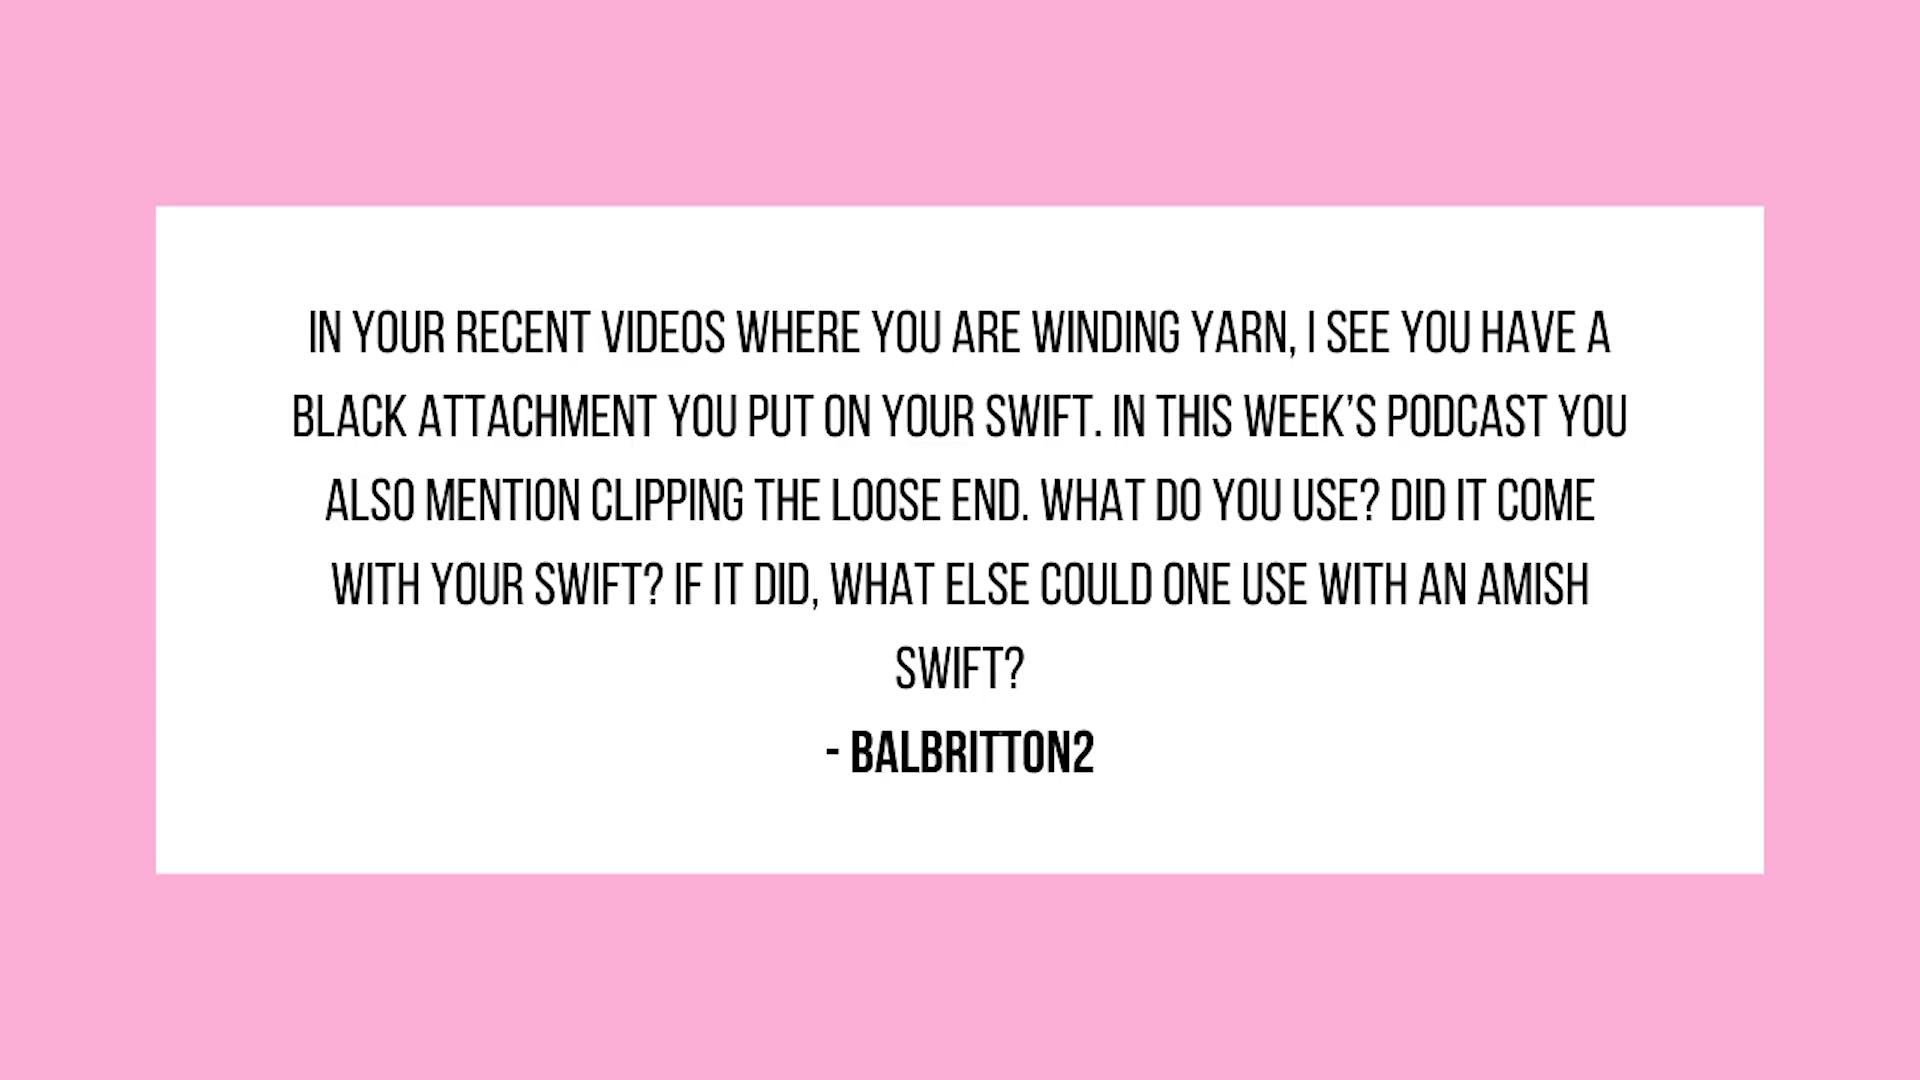 IN YOUR RECENT VIDEOS WHERE YOU ARE WINDING YARN, I SEE YOU HAVE A
BLACK ATTACHMENT YOU PUT ON YOUR SWIFT. IN THIS WEEK’S PODCAST YOU
ALSO MENTION CLIPPING THE LOOSE END. WHAT DO YOU USE? DID IT COME
WITH YOUR SWIFT? IF IT DID, WHAT ELSE COULD ONE USE WITH AN AMISH
SWIFT?
- BALBRITTON2